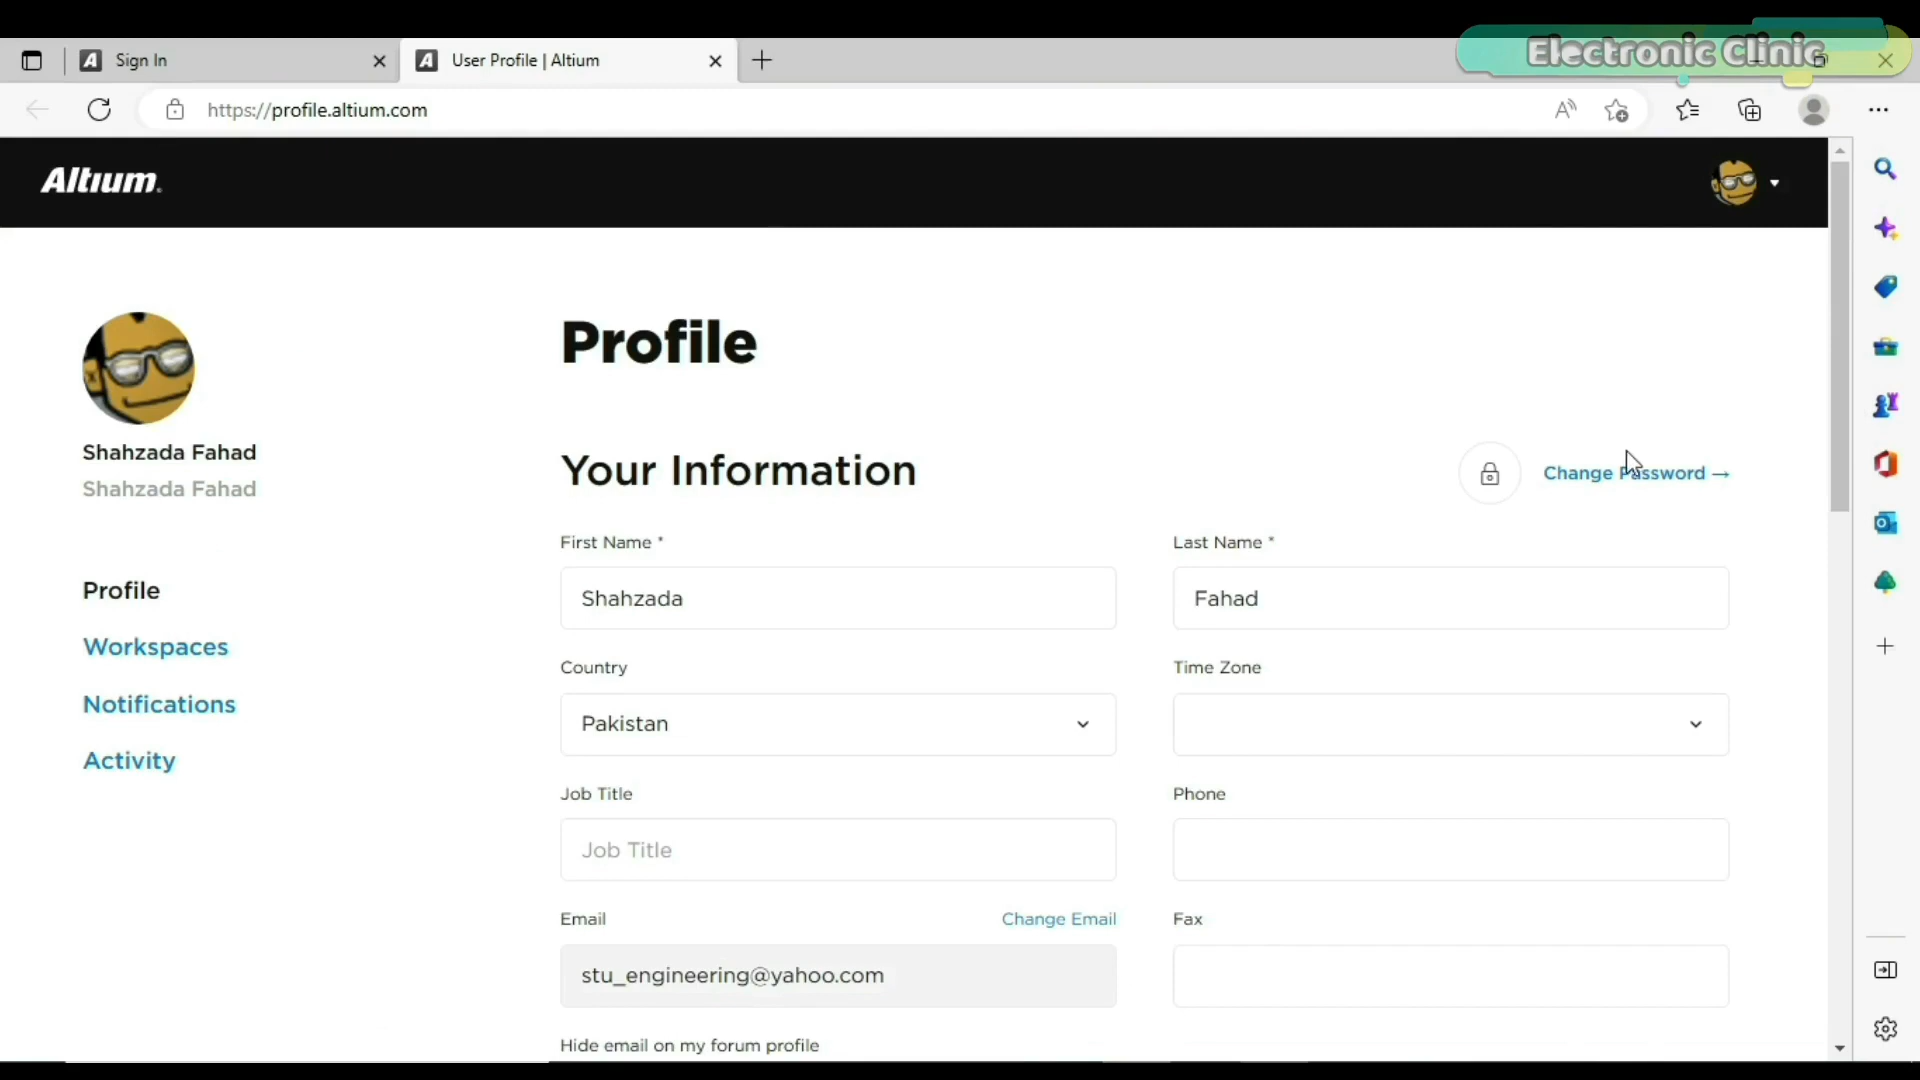 Electronic Clinic
Sign In
User Profile | Altium
https://profile.altium.com
Altium.
Profile
Shahzada Fahad
Shahzada Fahad
Profile
Workspaces
Notifications
Activity
Your Information
Change Password →
First Name *
Last Name *
Shahzada
Fahad
Country
Time Zone
Pakistan
Job Title
Phone
Job Title
Email
Change Email
Fax
stu_engineering@yahoo.com
Hide email on my forum profile